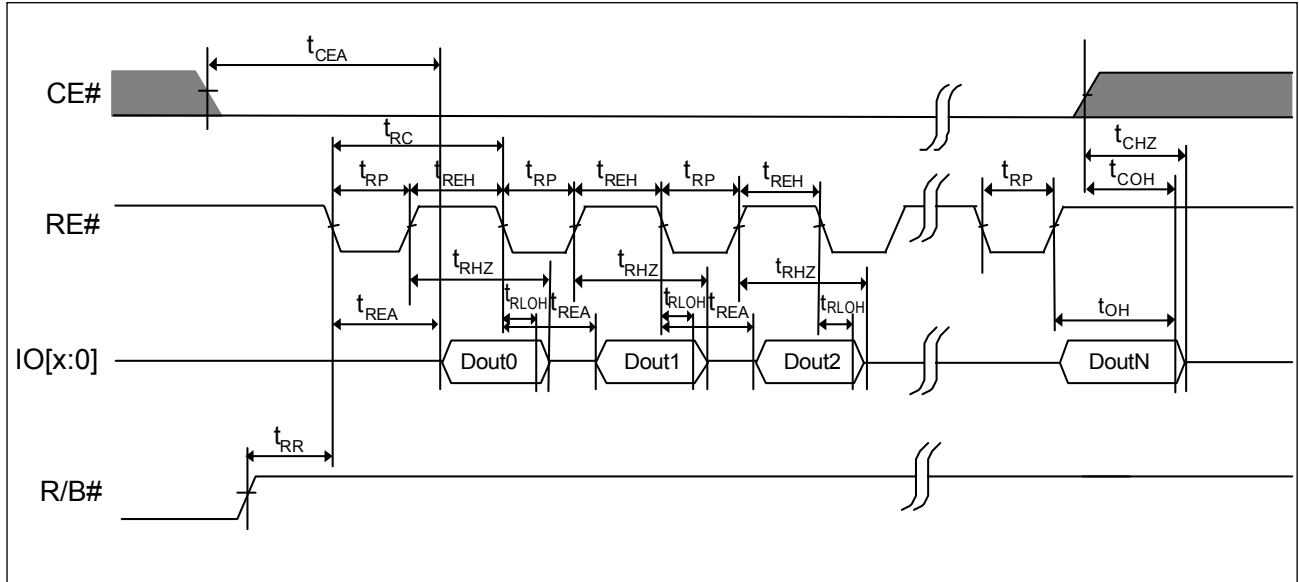 tCEA
CE#
tRC
tCHZ
tRP tREH tRP tREH tRP tREH tRP tCOH
RE#
tRHZ tRHZ tRHZ
tREA tRLOH tREA tRLOH tREA tRLOH tOH
IO[x:0] Dout0 Dout1 Dout2 DoutN
tRR
R/B#